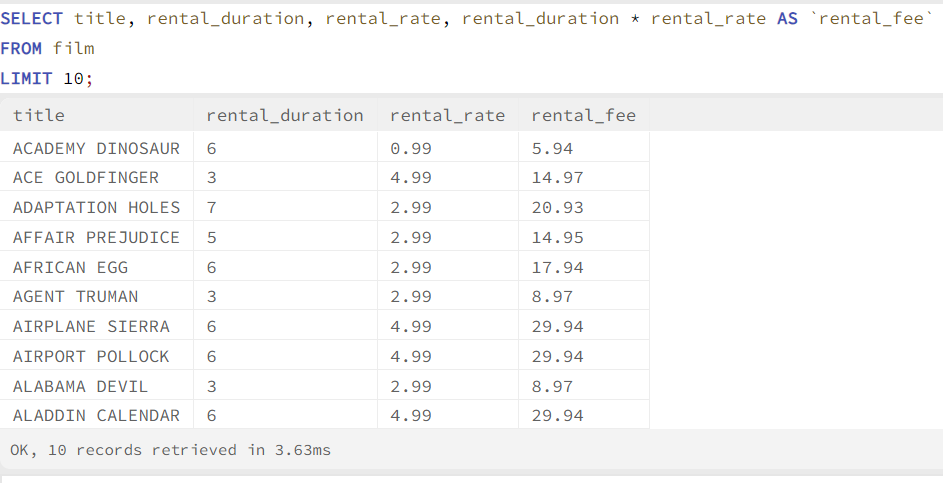 SELECT title, rental_duration, rental_rate, rental_duration * rental_rate AS `rental_fee`
FROM film
LIMIT 10;
title rental_duration rental_rate rental_fee
ACADEMY DINOSAUR 6 0.99 5.94
ACE GOLDFINGER 3 4.99 14.97
ADAPTATION HOLES 7 2.99 20.93
AFFAIR PREJUDICE 5 2.99 14.95
AFRICAN EGG 6 2.99 17.94
AGENT TRUMAN 3 2.99 8.97
AIRPLANE SIERRA 6 4.99 29.94
AIRPORT POLLOCK 6 4.99 29.94
ALABAMA DEVIL 3 2.99 8.97
ALADDIN CALENDAR 6 4.99 29.94
OK, 10 records retrieved in 3.63ms